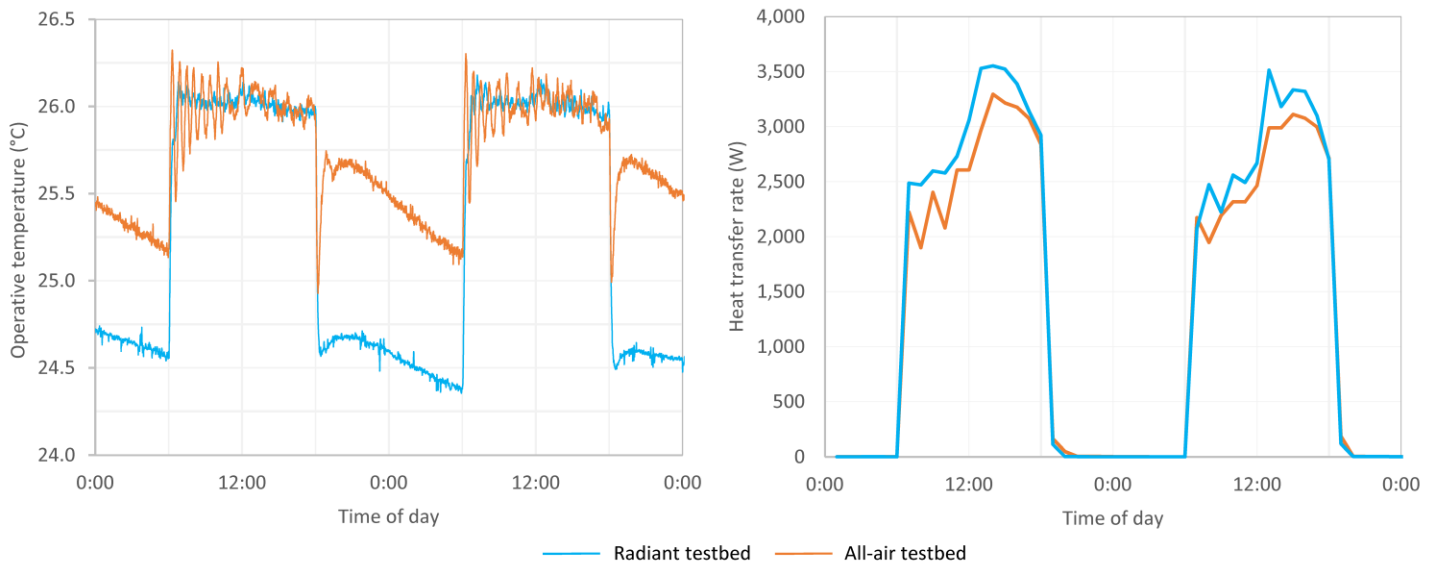 Operative temperature (°C)
26.5
26.0
25.5
25.0
24.5
24.0
0:00 12:00 0:00 12:00 0:00
Time of day
Heat transfer rate (W)
4,000
3,500
3,000
2,500
2,000
1,500
1,000
500
0
0:00 12:00 0:00 12:00 0:00
Time of day
Radiant testbed All-air testbed